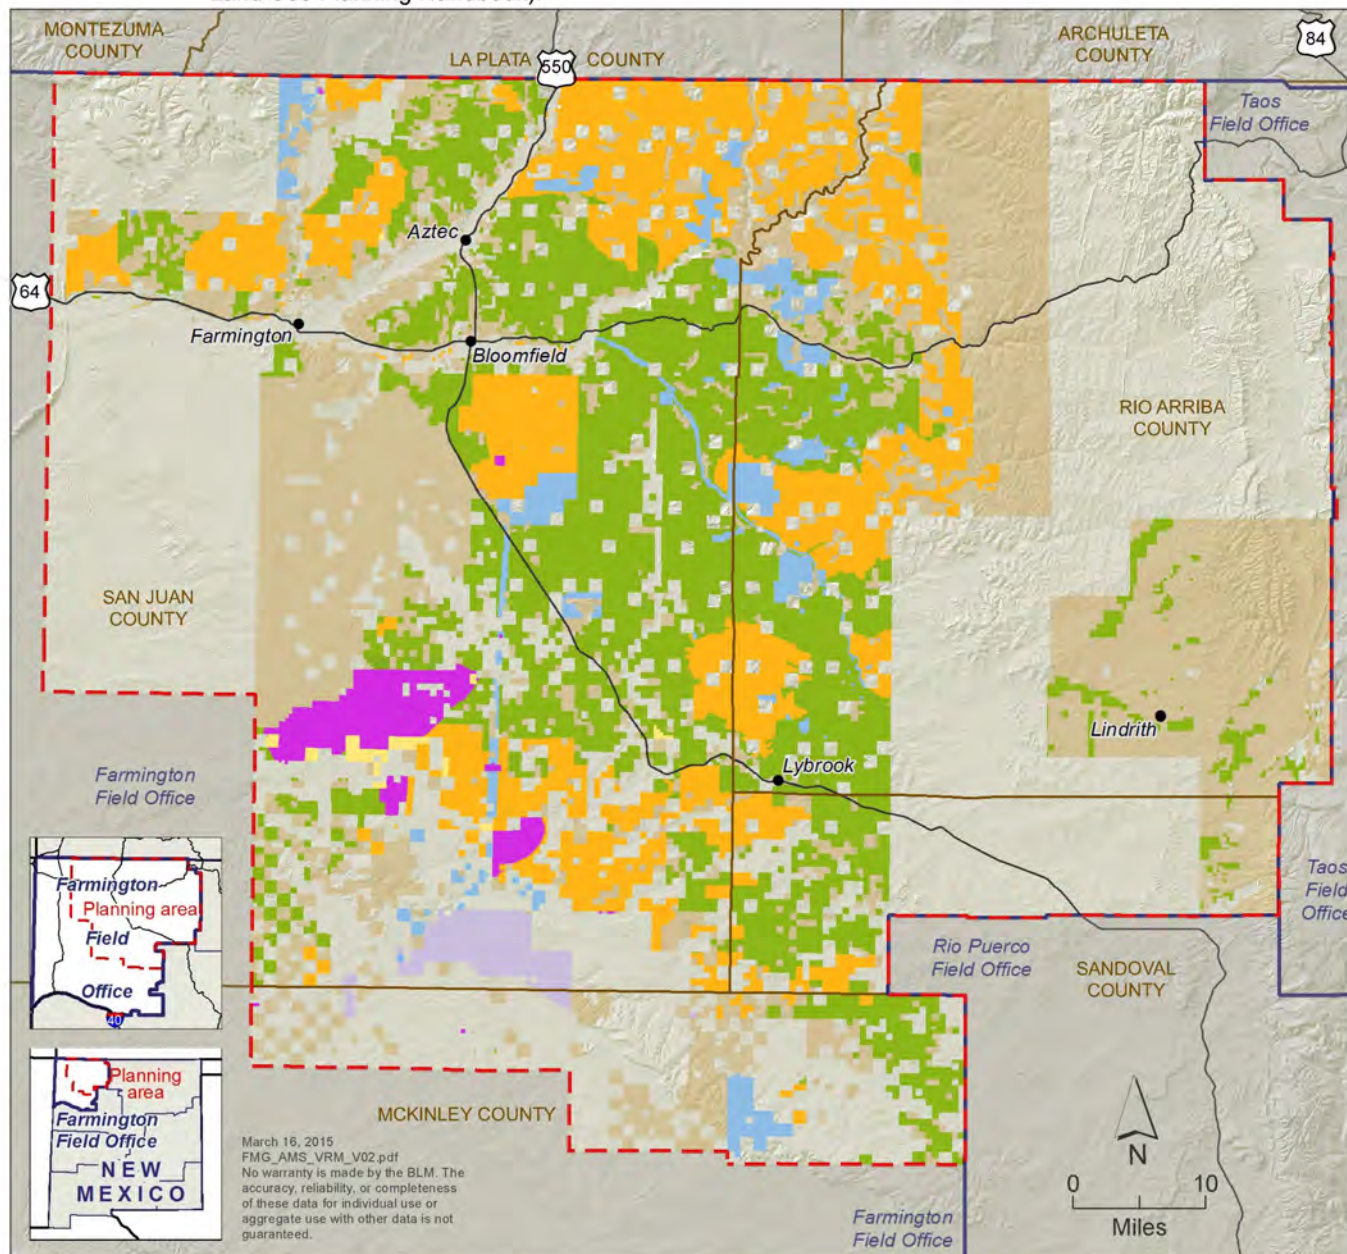 Land Use Planning Handbook).
MONTEZUMA
COUNTY
LA PLATA
550
COUNTY
ARCHULETA
COUNTY
84
Taos
Field Office
Aztec
64
Farmington
Bloomfield
RIO ARRIBA
COUNTY
SAN JUAN
COUNTY
Lindrith
Lybrook
Farmington
Field Office
Taos
Field
Office
Rio Puerco
Field Office
SANDOVAL
COUNTY
Farmington
Planning area
Field
Office
40
Planning
area
Farmington
Field Office
NEW
MEXICO
MCKINLEY COUNTY
March 16, 2015
FMG_AMS_VRM_V02.pdf
No warranty is made by the BLM. The
accuracy, reliability, or completeness
of these data for individual use or
aggregate use with other data is not
guaranteed.
N
0 10
Miles
Farmington
Field Office